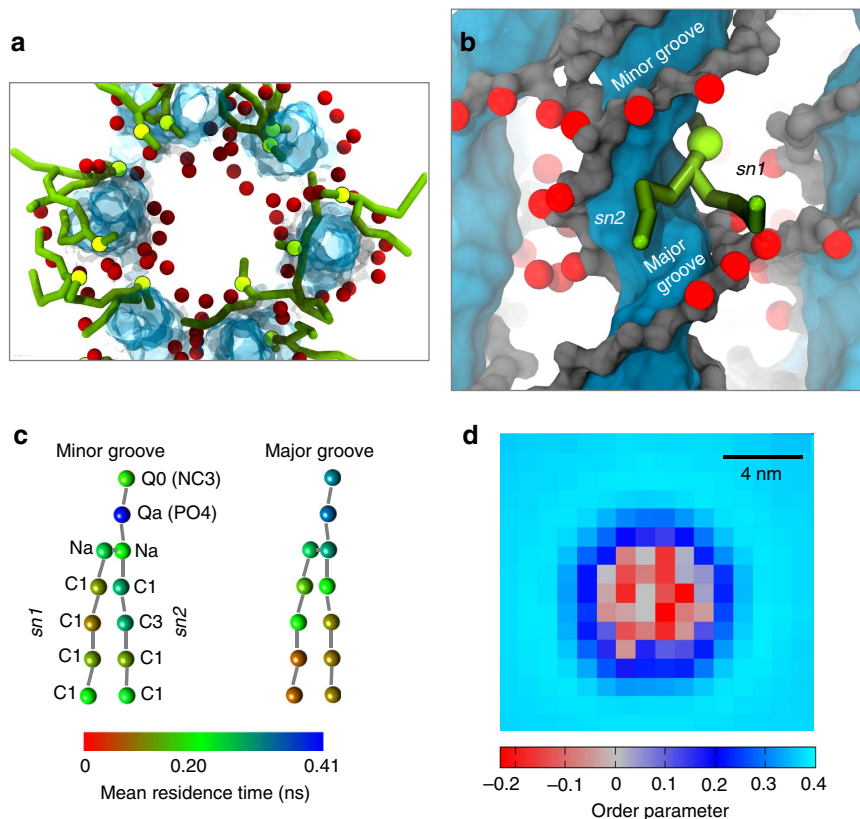 a
b
Minor groove
sn1
sn2
Major groove
c
Minor groove
Major groove
Q0 (NC3)
Qa (PO4)
Na
Na
C1
C1
C1
C3
C1
C1
C1
C1
sn1
sn2
0
0.20
0.41
Mean residence time (ns)
d
4 nm
−0.2
−0.1
0
0.1
0.2
0.3
0.4
Order parameter